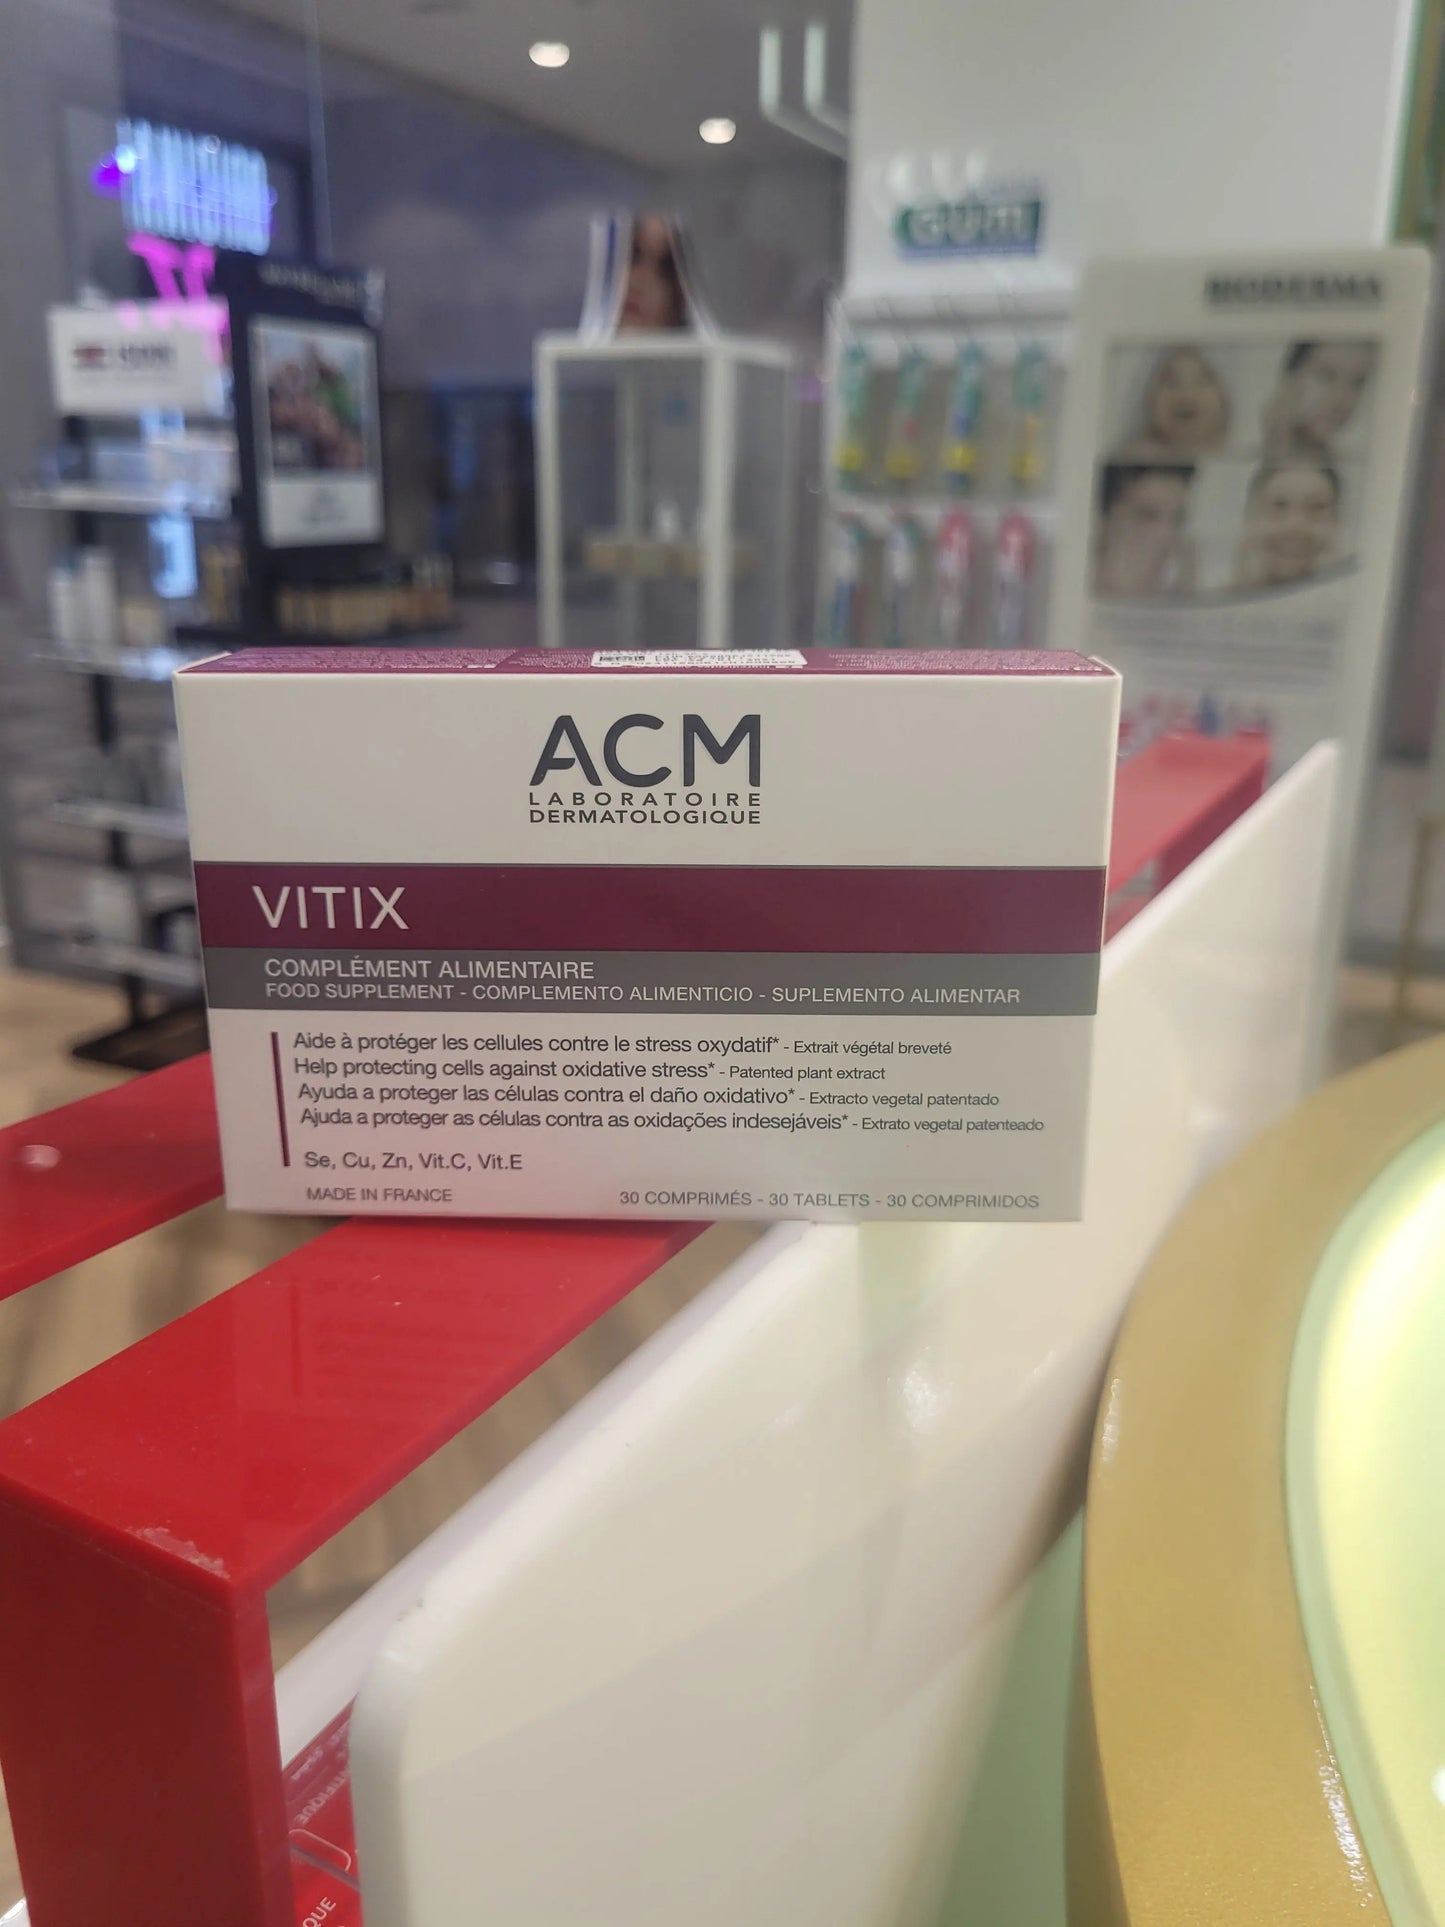 GUM
BIODERMA
ACM
LABORATOIRE
DERMATOLOGIQUE
VITIX
COMPLÉMENT ALIMENTAIRE
FOOD SUPPLEMENT - COMPLEMENTO ALIMENTICIO - SUPLEMENTO ALIMENTAR
Aide à protéger les cellules contre le stress oxydatif* - Extrait végétal breveté
Help protecting cells against oxidative stress* - Patented plant extract
Ayuda a proteger las células contra el daño oxidativo* - Extracto vegetal patentado
Ajuda a proteger as células contra as oxidações indesejáveis* - Extrato vegetal patenteado
Se, Cu, Zn, Vit.C, Vit.E
MADE IN FRANCE
30 COMPRIMÉS - 30 TABLETS - 30 COMPRIMIDOS